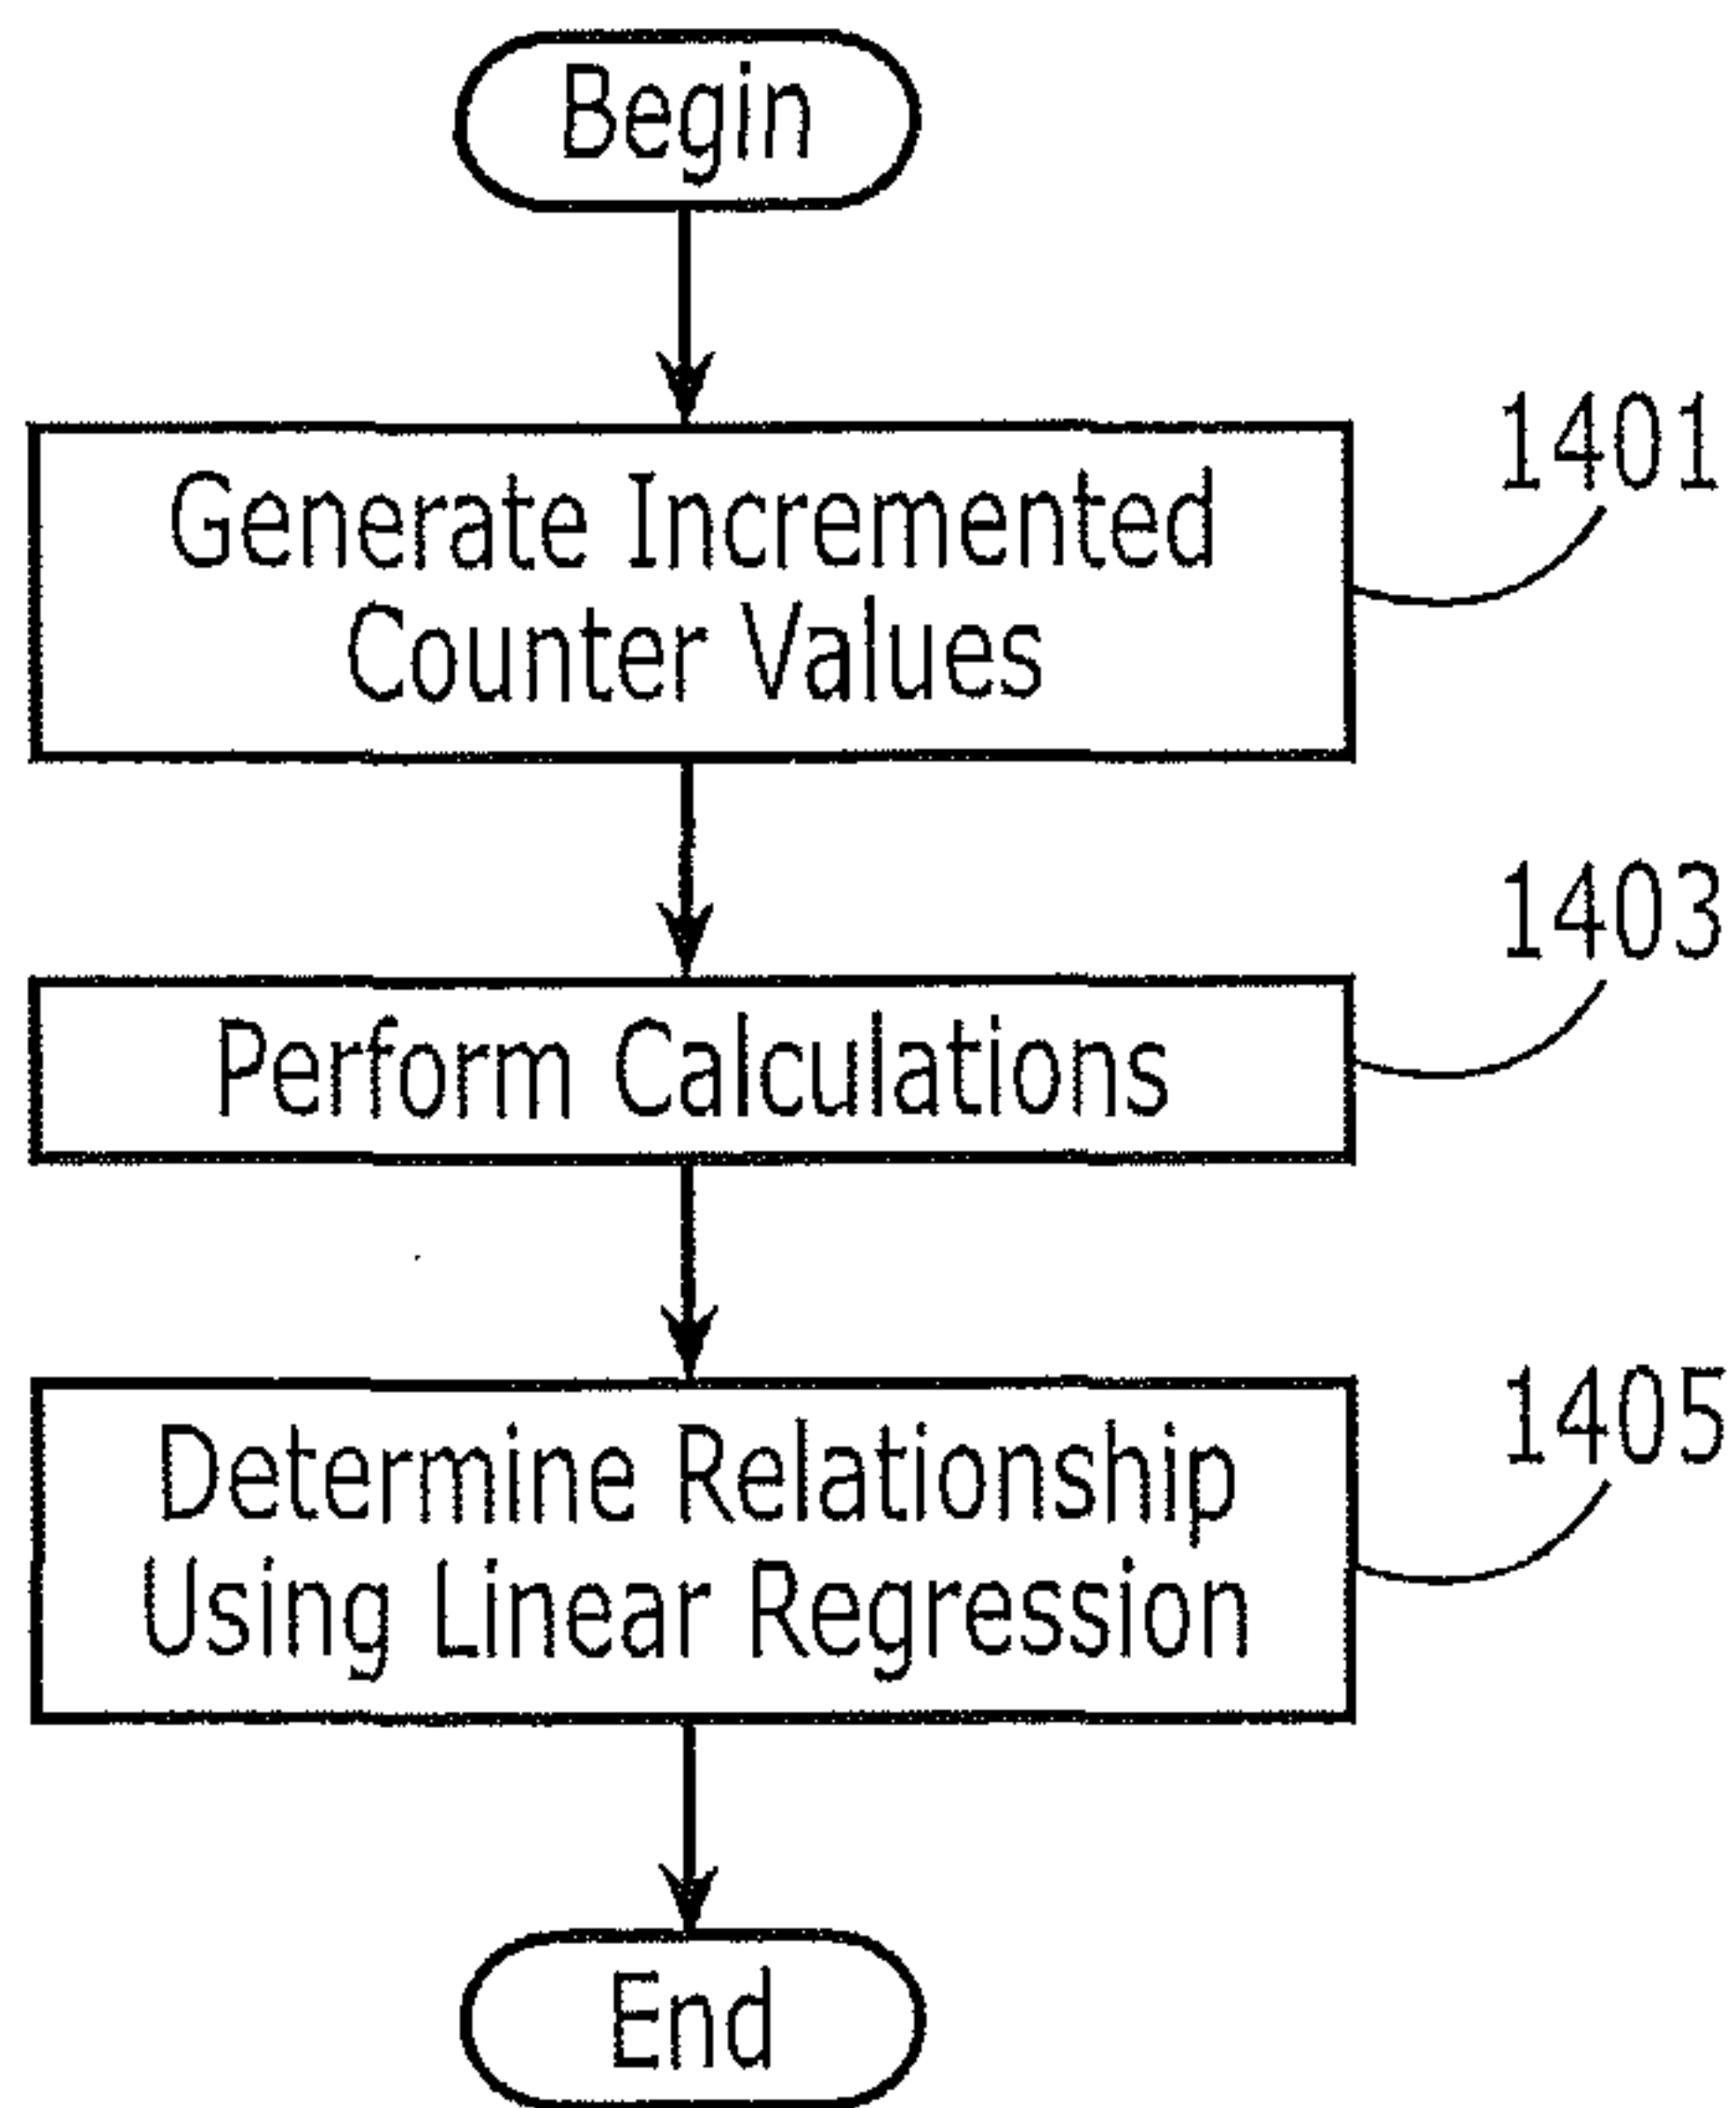 Begin
1401
Generate Incremented
Counter Values
1403
Perform Calculations
1405
Determine Relationship
Using Linear Regression
End